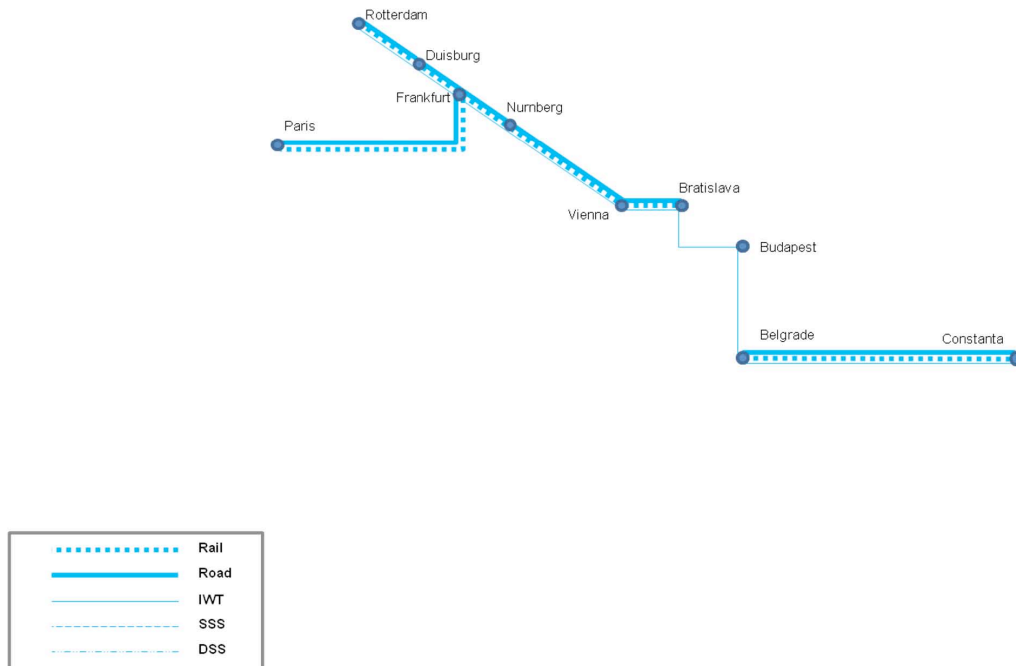 Rotterdam
Duisburg
Frankfurt
Nurnberg
Paris
Bratislava
Vienna
Budapest
Belgrade
Constanta
Rail
Road
IWT
SSS
DSS